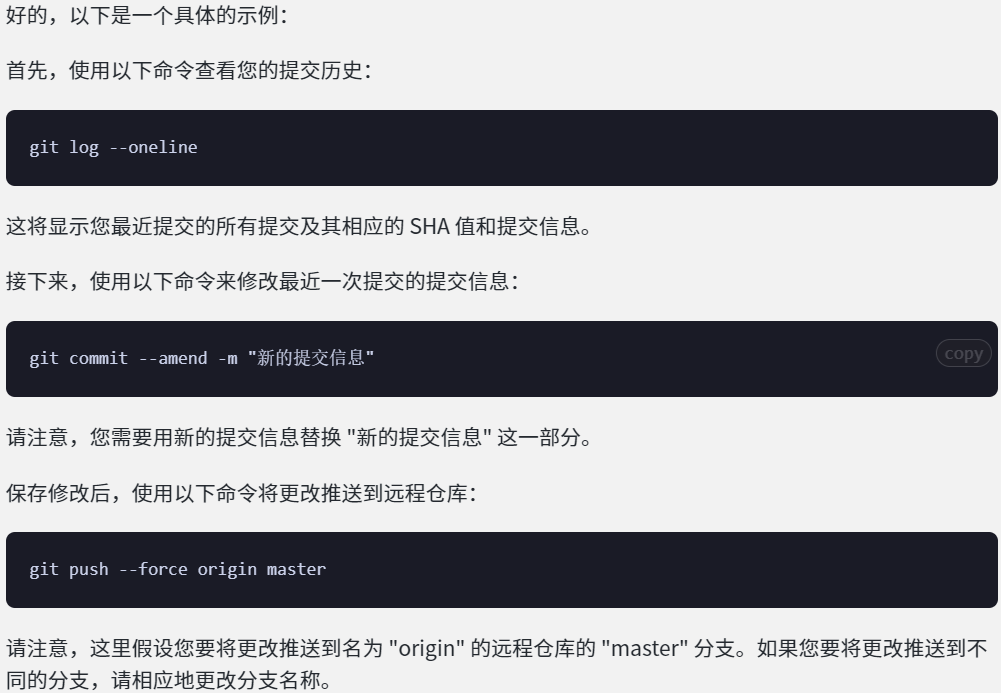 好的，以下是一个具体的示例：
首先，使用以下命令查看您的提交历史：
git log --oneline
这将显示您最近提交的所有提交及其相应的 SHA 值和提交信息。
接下来，使用以下命令来修改最近一次提交的提交信息：
git commit --amend -m "新的提交信息"
copy
请注意，您需要用新的提交信息替换 "新的提交信息" 这一部分。
保存修改后，使用以下命令将更改推送到远程仓库：
git push --force origin master
请注意，这里假设您要将更改推送到名为 "origin" 的远程仓库的 "master" 分支。如果您要将更改推送到不
同的分支，请相应地更改分支名称。